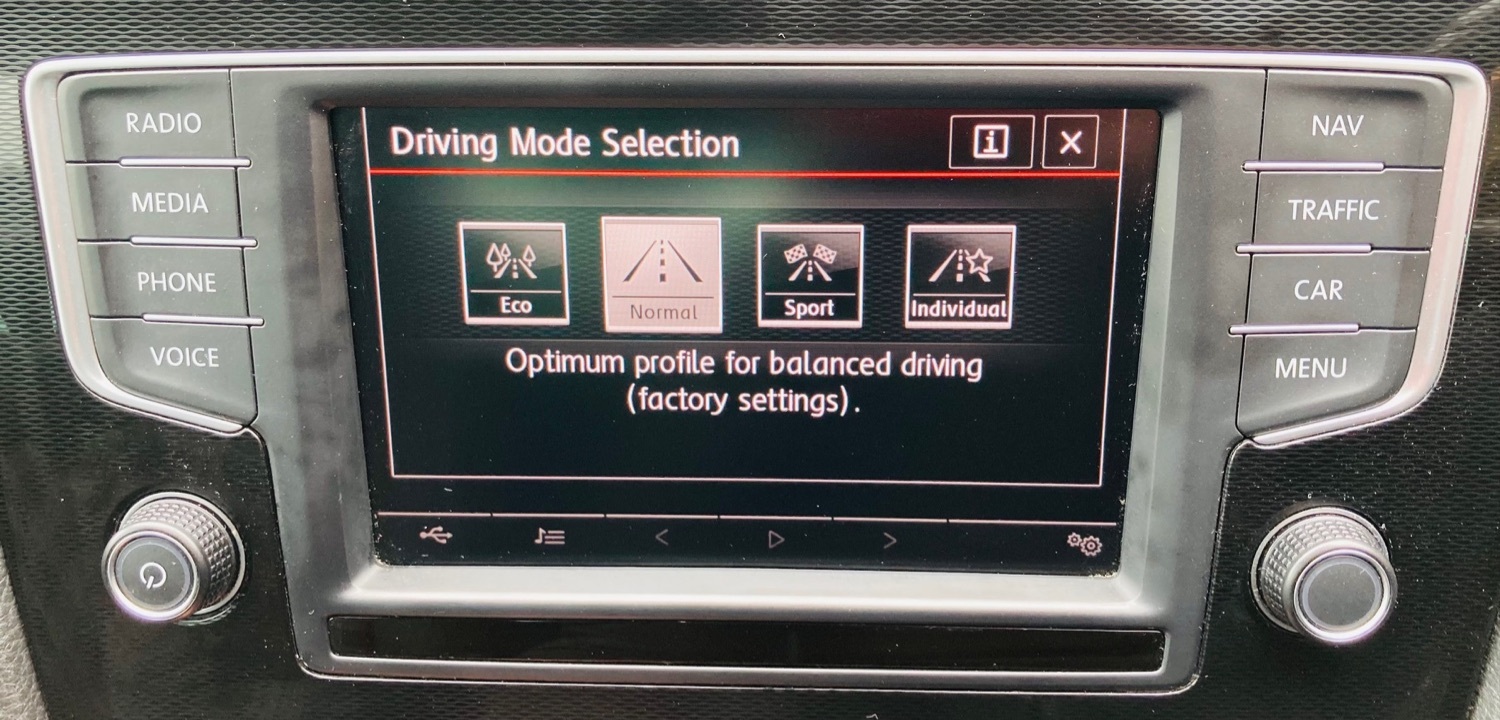 RADIO
MEDIA
PHONE
VOICE
Driving Mode Selection
i
Eco
Normal
Sport
Individual
Optimum profile for balanced driving
(factory settings).
NAV
TRAFFIC
CAR
MENU